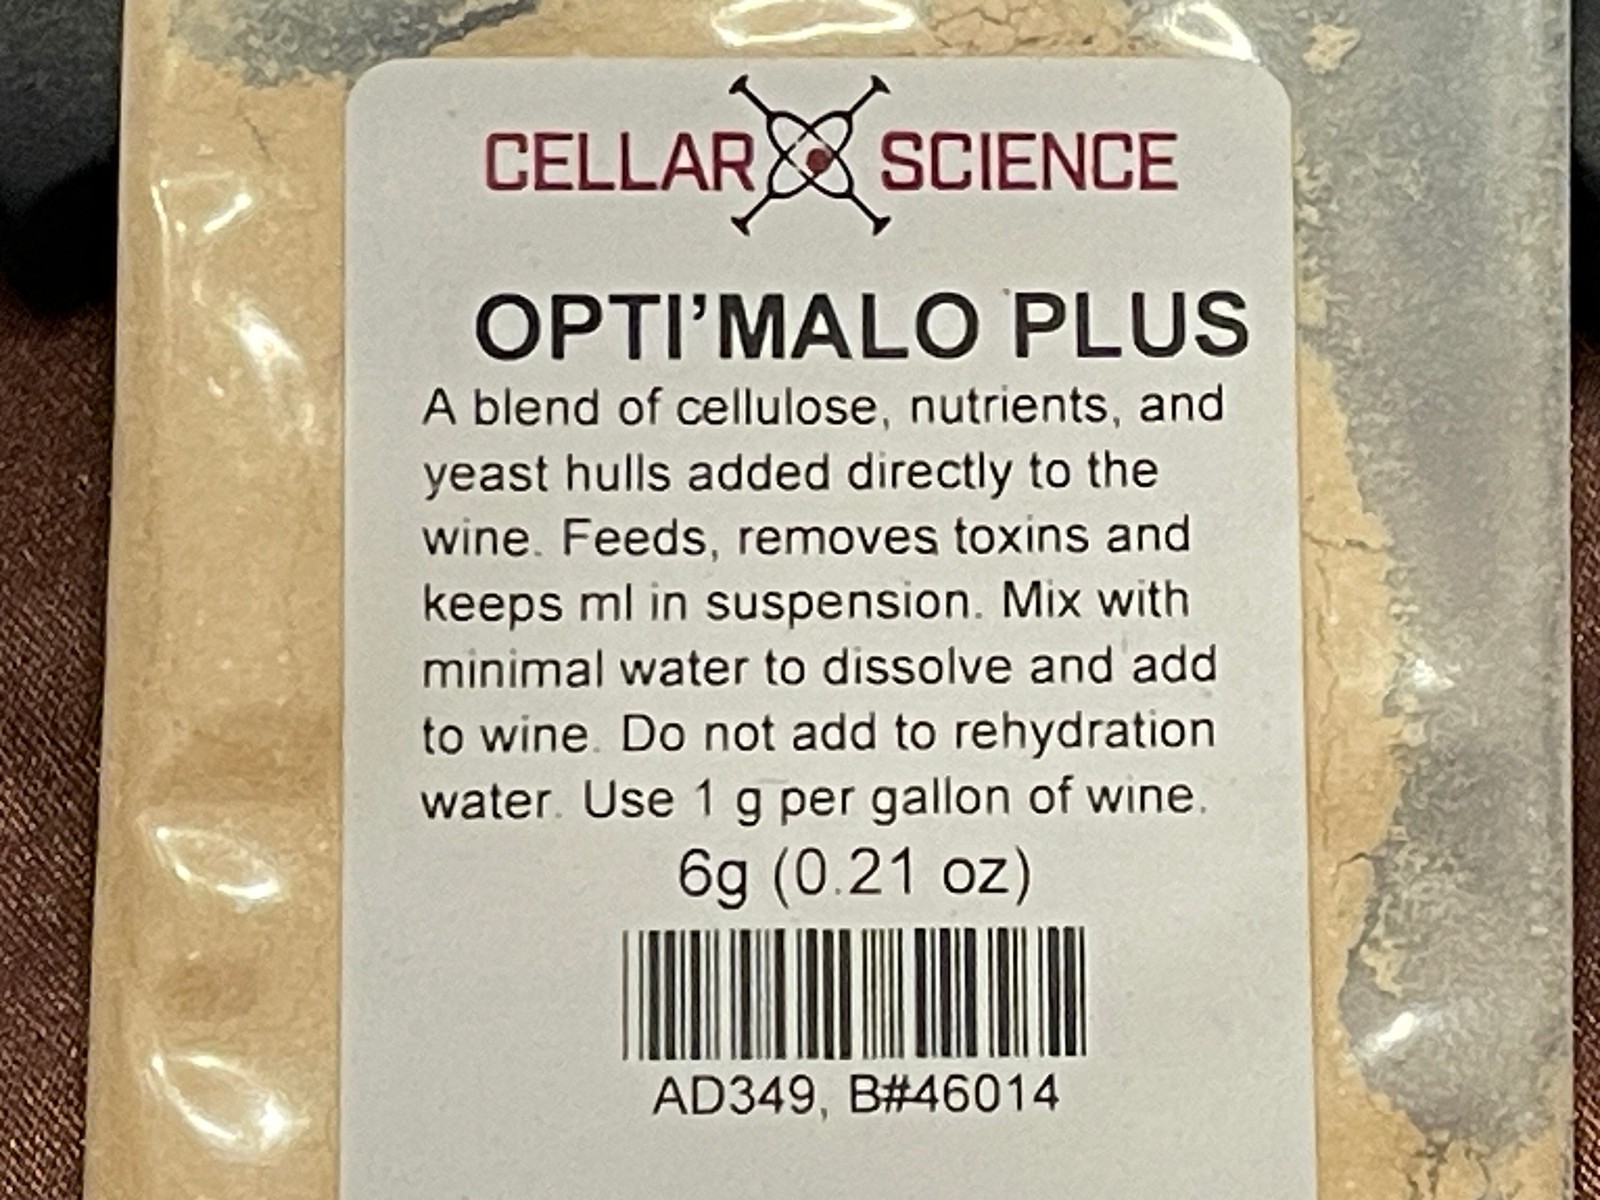 CELLAR SCIENCE
OPTI'MALO PLUS
A blend of cellulose, nutrients, and
yeast hulls added directly to the
wine. Feeds, removes toxins and
keeps ml in suspension. Mix with
minimal water to dissolve and add
to wine. Do not add to rehydration
water. Use 1 g per gallon of wine.
6g (0.21 oz)
AD349, B#46014